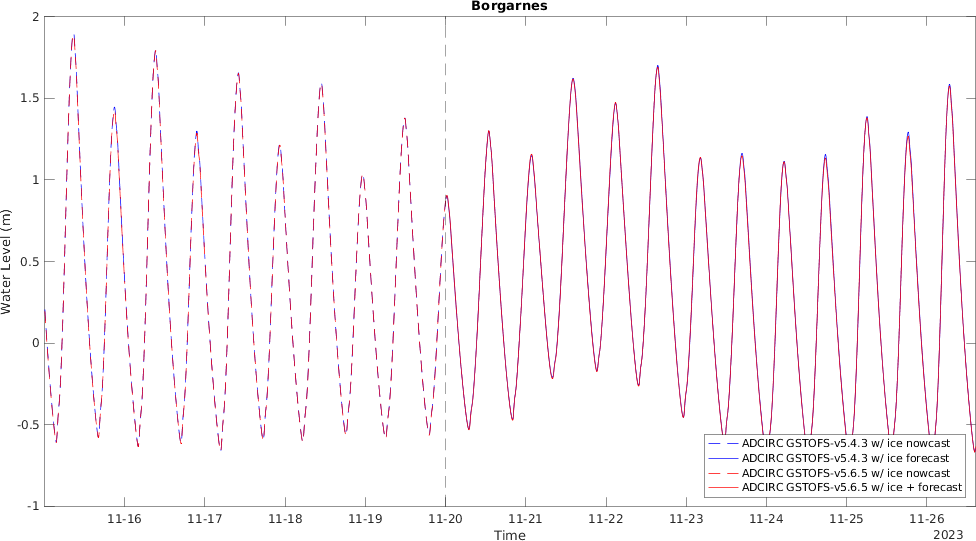 Borgarnes
Water Level (m)
2
1.5
1
0.5
0
-0.5
-1
ADCIRC GSTOFS-v5.4.3 w/ ice nowcast
ADCIRC GSTOFS-v5.4.3 w/ ice forecast
ADCIRC GSTOFS-v5.6.5 w/ ice nowcast
ADCIRC GSTOFS-v5.6.5 w/ ice + forecast
11-16 11-17 11-18 11-19 11-20 11-21 11-22 11-23 11-24 11-25 11-26
Time
2023